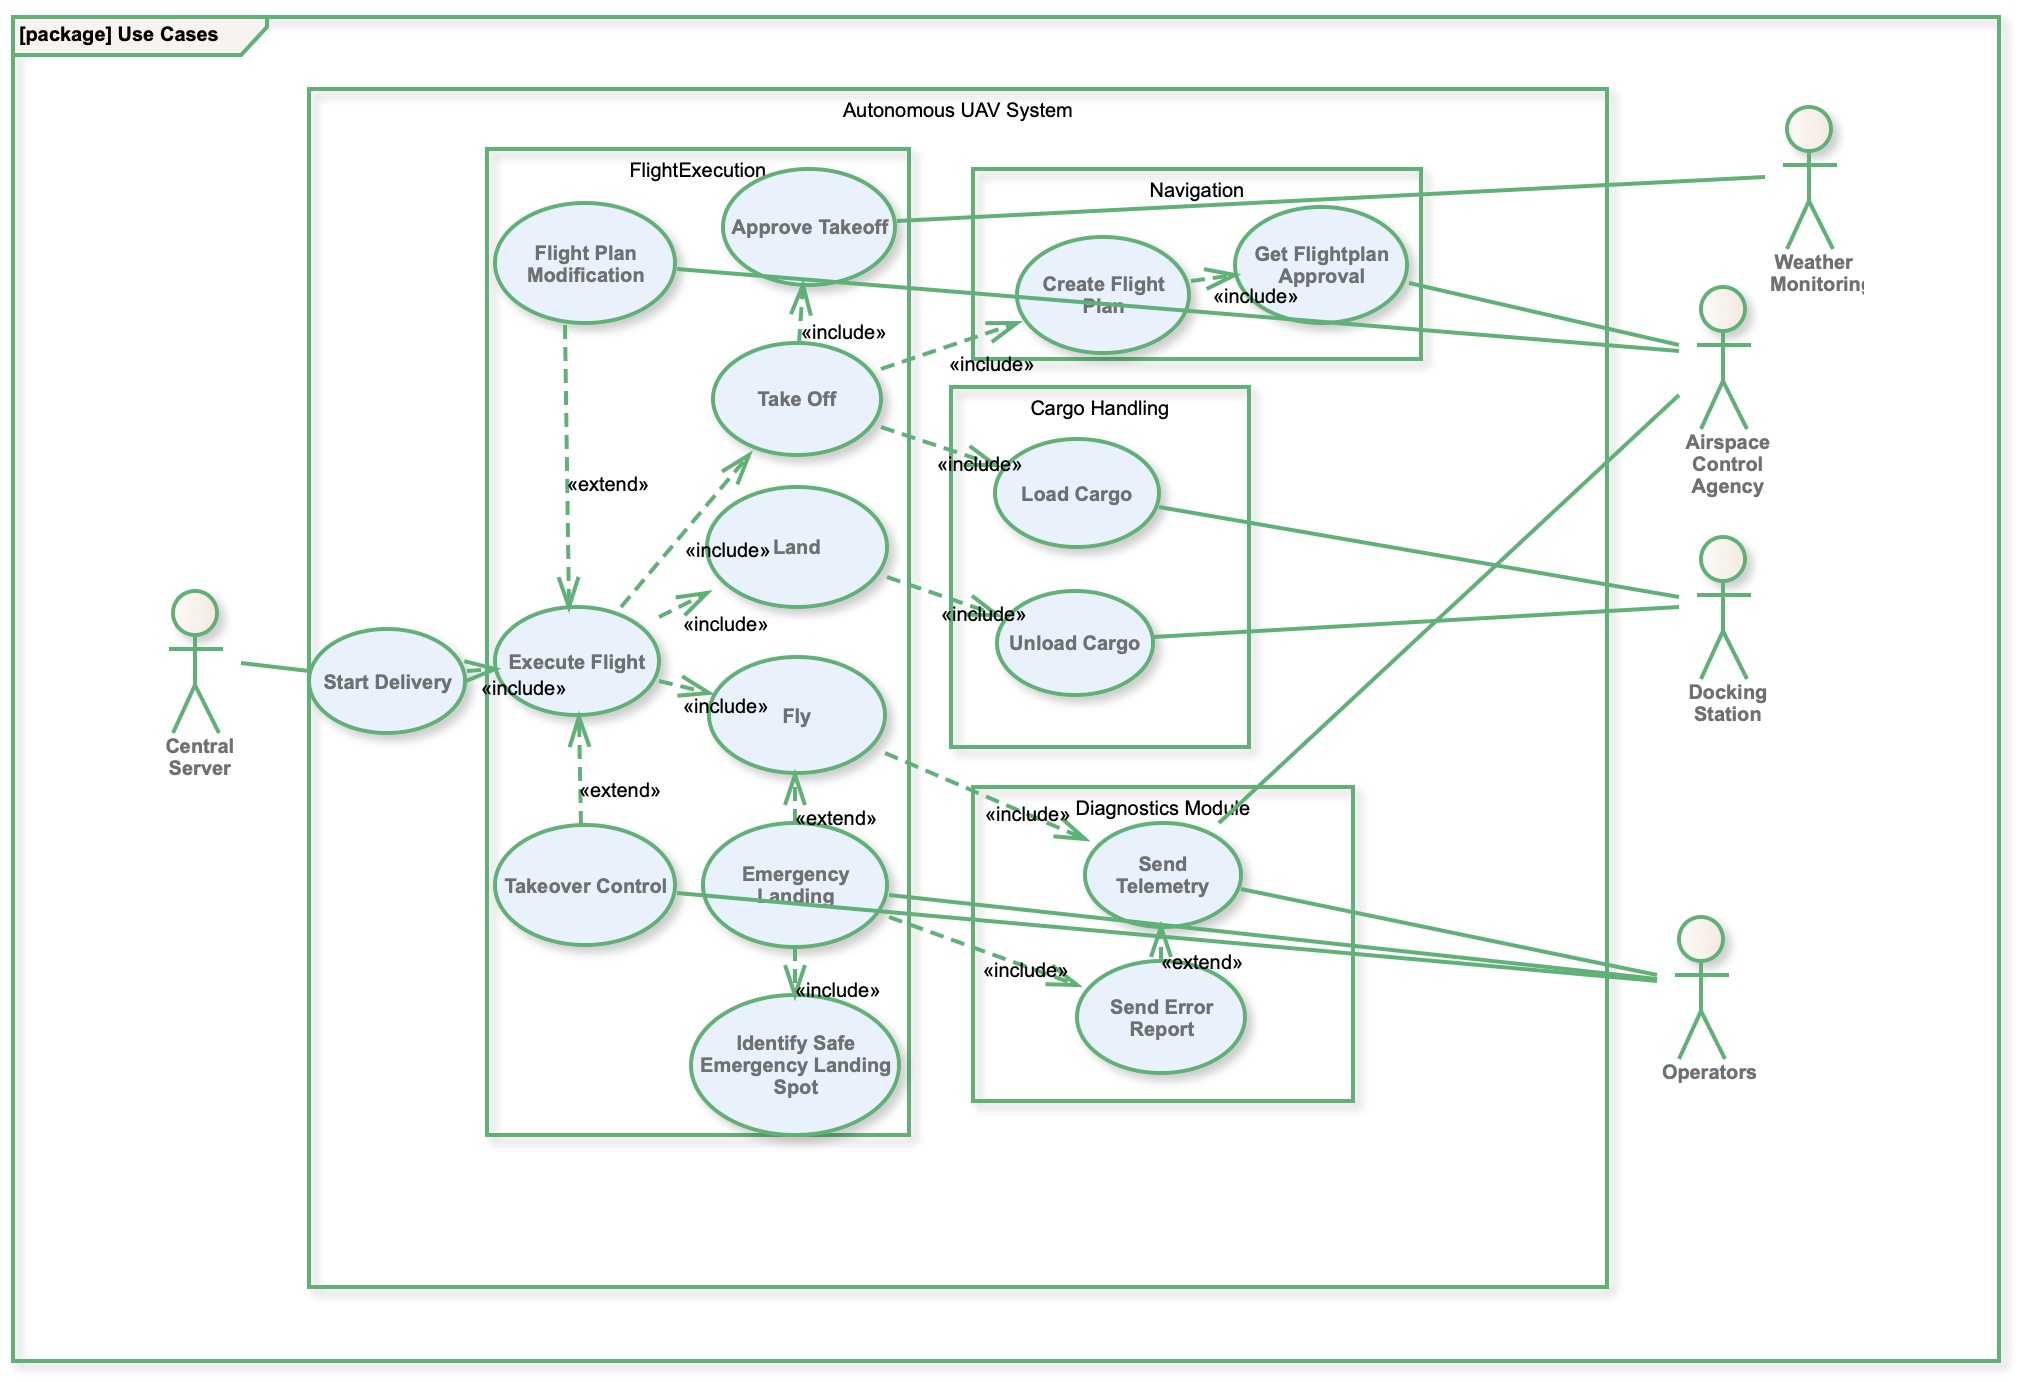 [package] Use Cases
Autonomous UAV System
FlightExecution
Approve Takeoff
Flight Plan
Modification
«include»
Take Off
«extend»
«include»
Land
«include»
Execute Flight
Start Delivery
«include»
«include»
Fly
«extend»
«extend»
Takeover Control
Emergency
Landing
«include»
Identify Safe
Emergency Landing
Spot
Navigation
Get Flightplan
Approval
Create Flight
Plan
«include»
«include»
Cargo Handling
«include»
Load Cargo
«include»
Unload Cargo
Diagnostics Module
«include»
Send
Telemetry
«extend»
«include»
Send Error
Report
Central
Server
Weather
Monitoring
Airspace
Control
Agency
Docking
Station
Operators